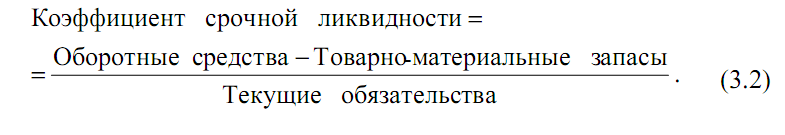 Коэффициент срочной ликвидности =
= Оборотные средства – Товарно-материальные запасы
Текущие обязательства . (3.2)